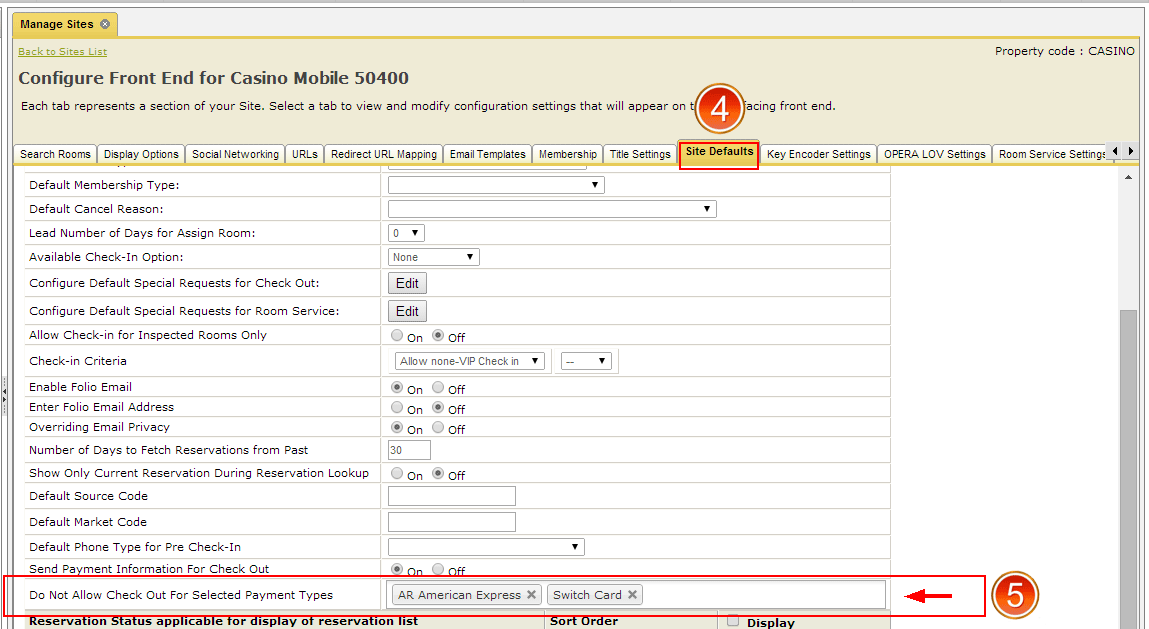 Manage Sites
Back to Sites List
Property code : CASINO
Configure Front End for Casino Mobile 50400
Each tab represents a section of your Site. Select a tab to view and modify configuration settings that will appear on t facing front end.
4
Search Rooms Display Options Social Networking URLs Redirect URL Mapping Email Templates Membership Title Settings Site Defaults Key Encoder Settings OPERA LOV Settings Room Service Settings
Default Membership Type:
Default Cancel Reason:
Lead Number of Days for Assign Room: 0
Available Check-In Option: None
Configure Default Special Requests for Check Out: Edit
Configure Default Special Requests for Room Service: Edit
Allow Check-in for Inspected Rooms Only On Off
Check-in Criteria Allow none-VIP Check in --
Enable Folio Email On Off
Enter Folio Email Address On Off
Overriding Email Privacy On Off
Number of Days to Fetch Reservations from Past 30
Show Only Current Reservation During Reservation Lookup On Off
Default Source Code
Default Market Code
Default Phone Type for Pre Check-In
Send Payment Information For Check Out On Off
Do Not Allow Check Out For Selected Payment Types AR American Express Switch Card
5
Reservation Status applicable for display of reservation list Sort Order Display